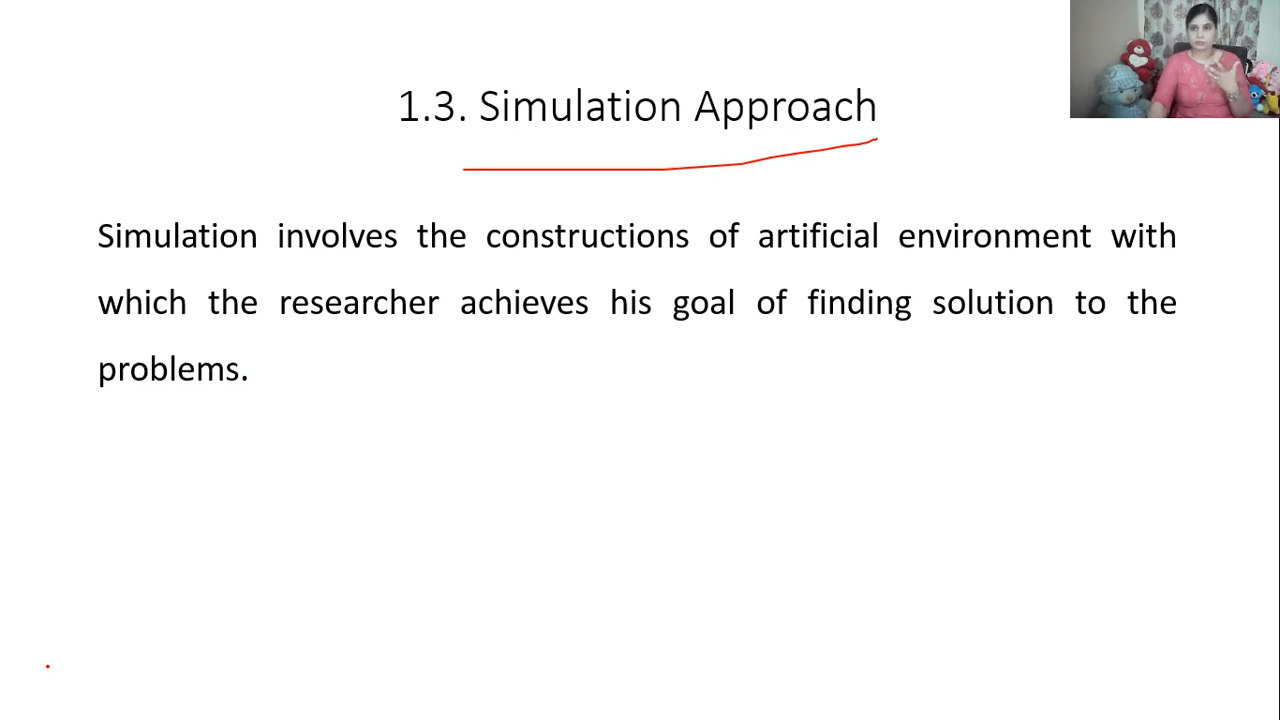 1.3. Simulation Approach
Simulation involves the constructions of artificial environment with
which the researcher achieves his goal of finding solution to the
problems.